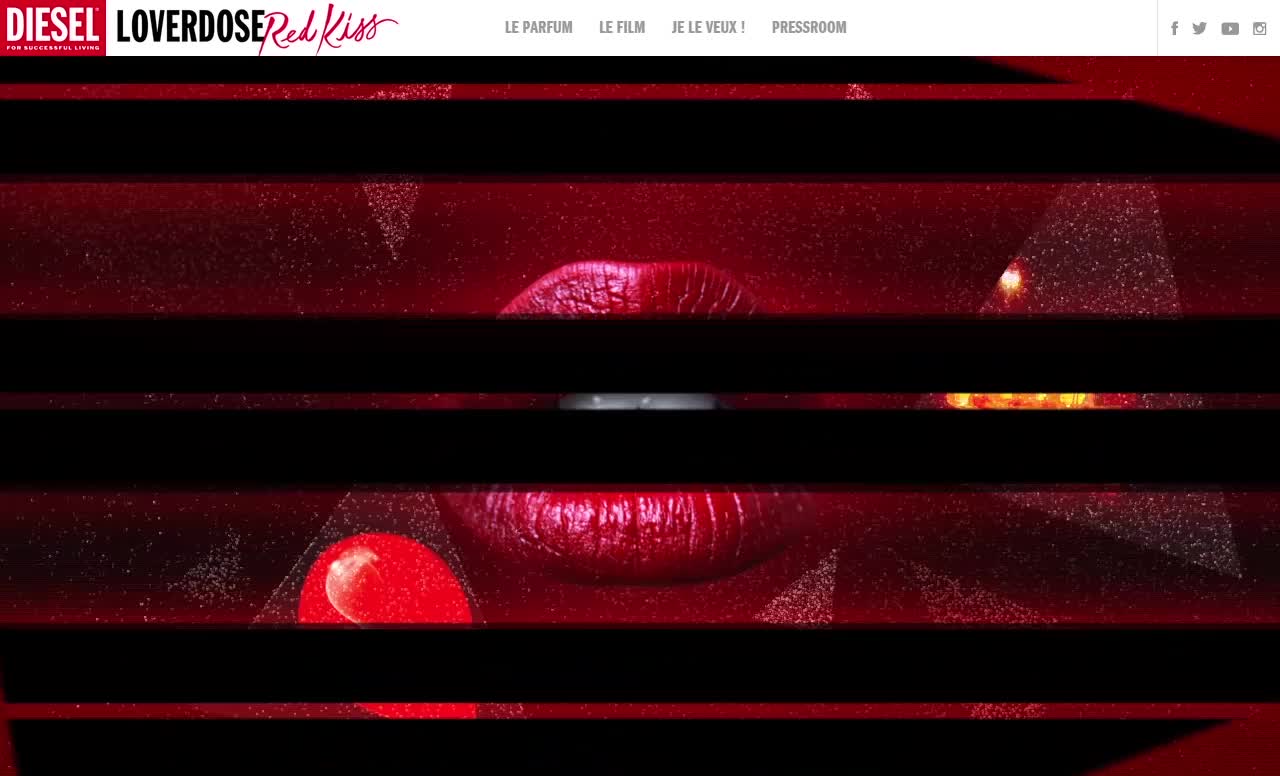 DIESEL
FOR SUCCESSFUL LIVING
LOVERDOSE Red Kiss
LE PARFUM LE FILM JE LE VEUX ! PRESSROOM